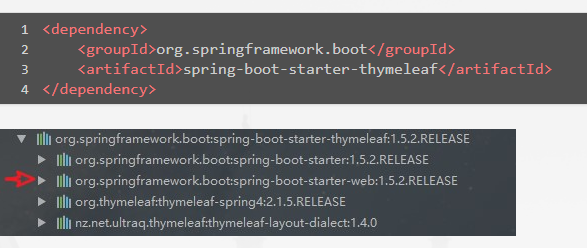 1 <dependency>
2 <groupId>org.springframework.boot</groupId>
3 <artifactId>spring-boot-starter-thymeleaf</artifactId>
4 </dependency>
org.springframework.boot:spring-boot-starter-thymeleaf:1.5.2.RELEASE
org.springframework.boot:spring-boot-starter:1.5.2.RELEASE
org.springframework.boot:spring-boot-starter-web:1.5.2.RELEASE
org.thymeleaf:thymeleaf-spring4:2.1.5.RELEASE
nz.net.ultraq.thymeleaf:thymeleaf-layout-dialect:1.4.0